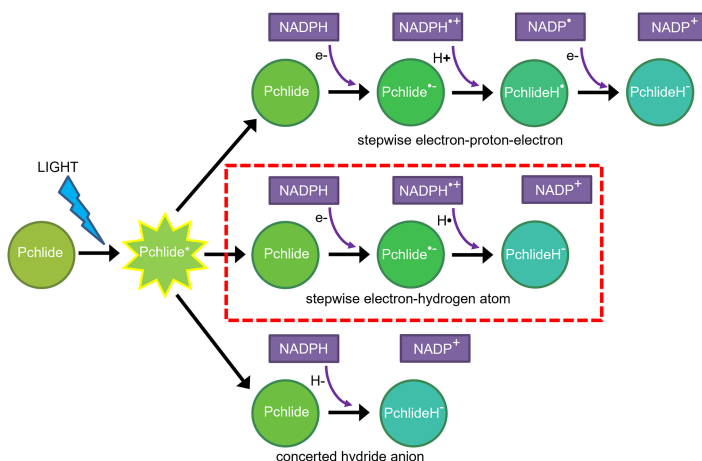 NADPH
NADPH•+
NADP•
NADP+
e-
H+
e-
Pchlide
Pchlide•-
PchlideH•
PchlideH-
stepwise electron-proton-electron
LIGHT
Pchlide
Pchlide*
NADPH
NADPH•+
NADP+
e-
H•
Pchlide
Pchlide•-
PchlideH-
stepwise electron-hydrogen atom
NADPH
NADP+
H-
Pchlide
PchlideH-
concerted hydride anion